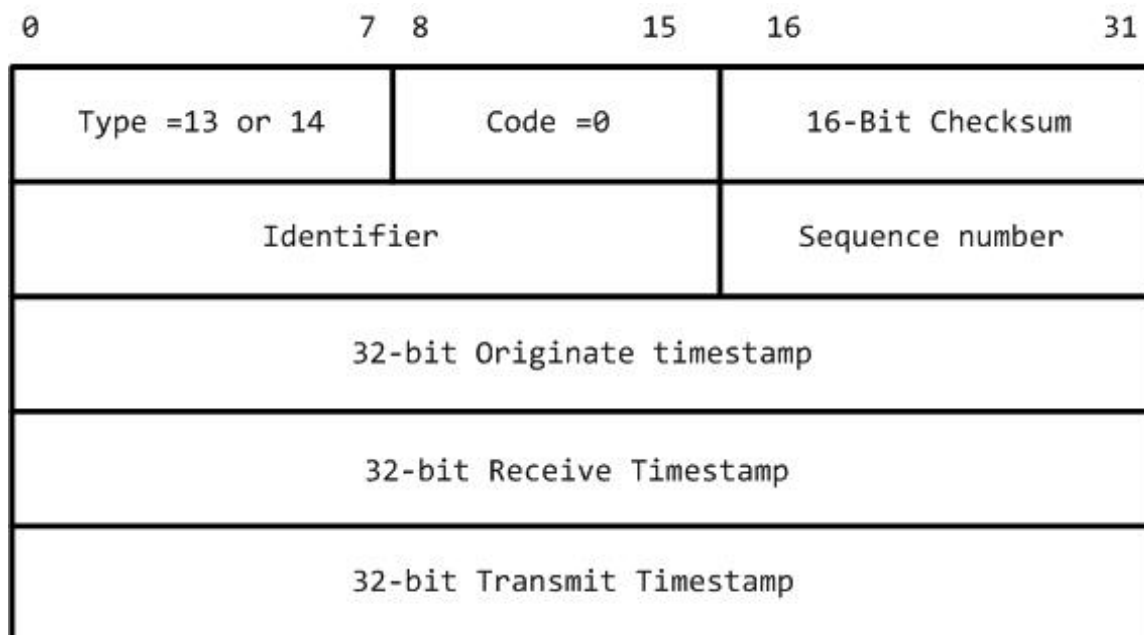 0 7 8 15 16 31
Type =13 or 14 Code =0 16-Bit Checksum
Identifier Sequence number
32-bit Originate timestamp
32-bit Receive Timestamp
32-bit Transmit Timestamp